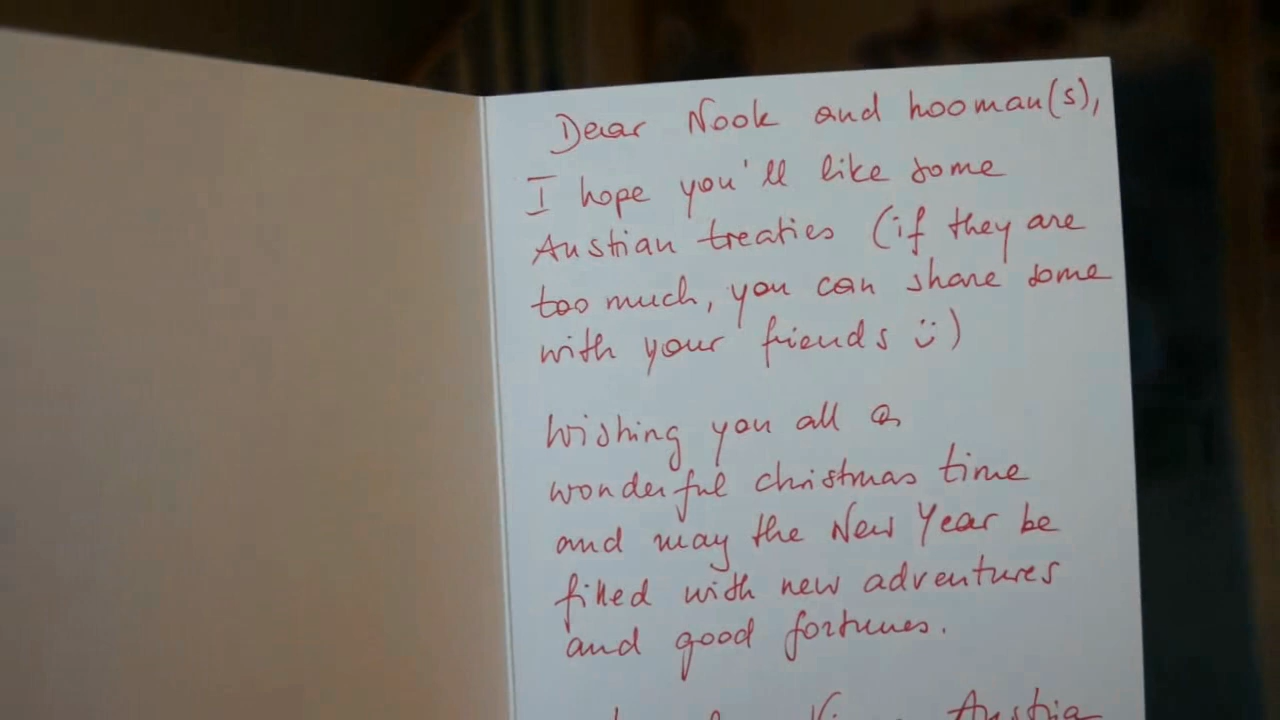 Dear Nook and hooman(s),
I hope you'll like some
Austian treaties (if they are
too much, you can share some
with your friends ü)
Wishing you all a
wonderful christmas time
and may the New Year be
filled with new adventures
and good fortunes.
Austria